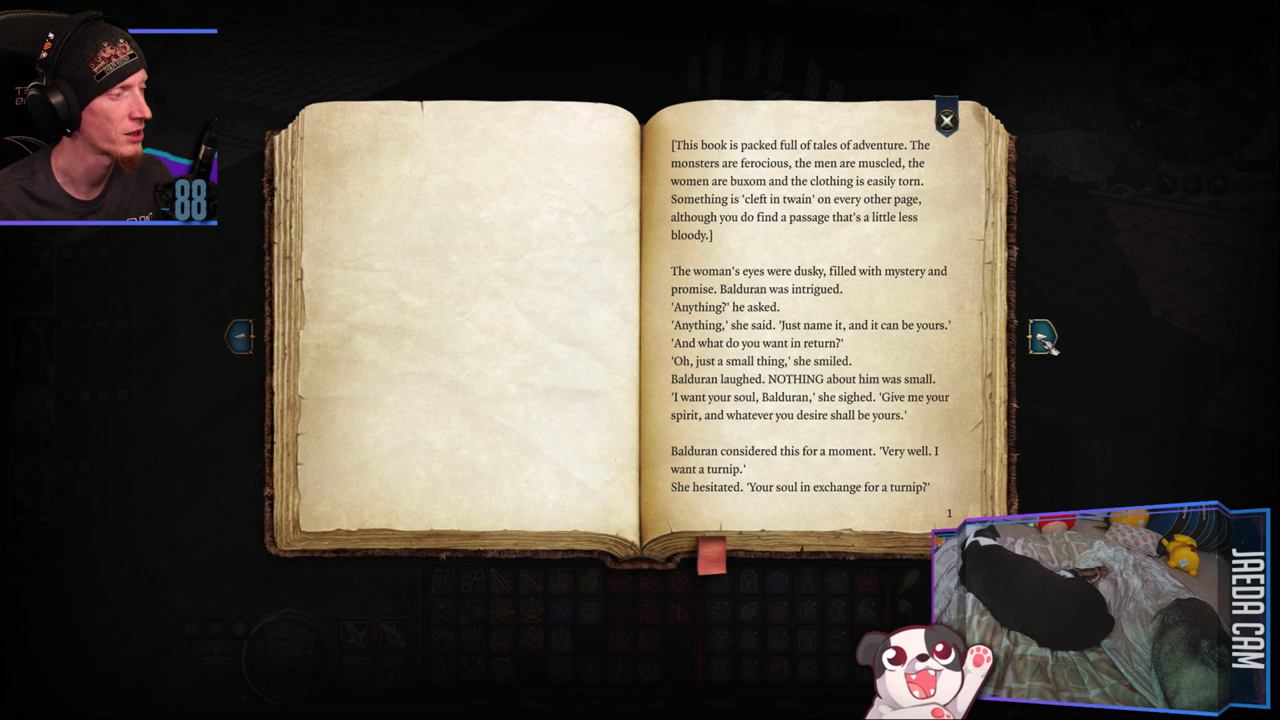 88
[This book is packed full of tales of adventure. The
monsters are ferocious, the men are muscled, the
women are buxom and the clothing is easily torn.
Something is 'cleft in twain' on every other page,
although you do find a passage that's a little less
bloody.]
The woman's eyes were dusky, filled with mystery and
promise. Balduran was intrigued.
'Anything?' he asked.
'Anything,' she said. 'Just name it, and it can be yours.'
'And what do you want in return?'
'Oh, just a small thing,' she smiled.
Balduran laughed. NOTHING about him was small.
'I want your soul, Balduran,' she sighed. 'Give me your
spirit, and whatever you desire shall be yours.'
Balduran considered this for a moment. 'Very well. I
want a turnip.'
She hesitated. 'Your soul in exchange for a turnip?'
1
JAEDA CAM